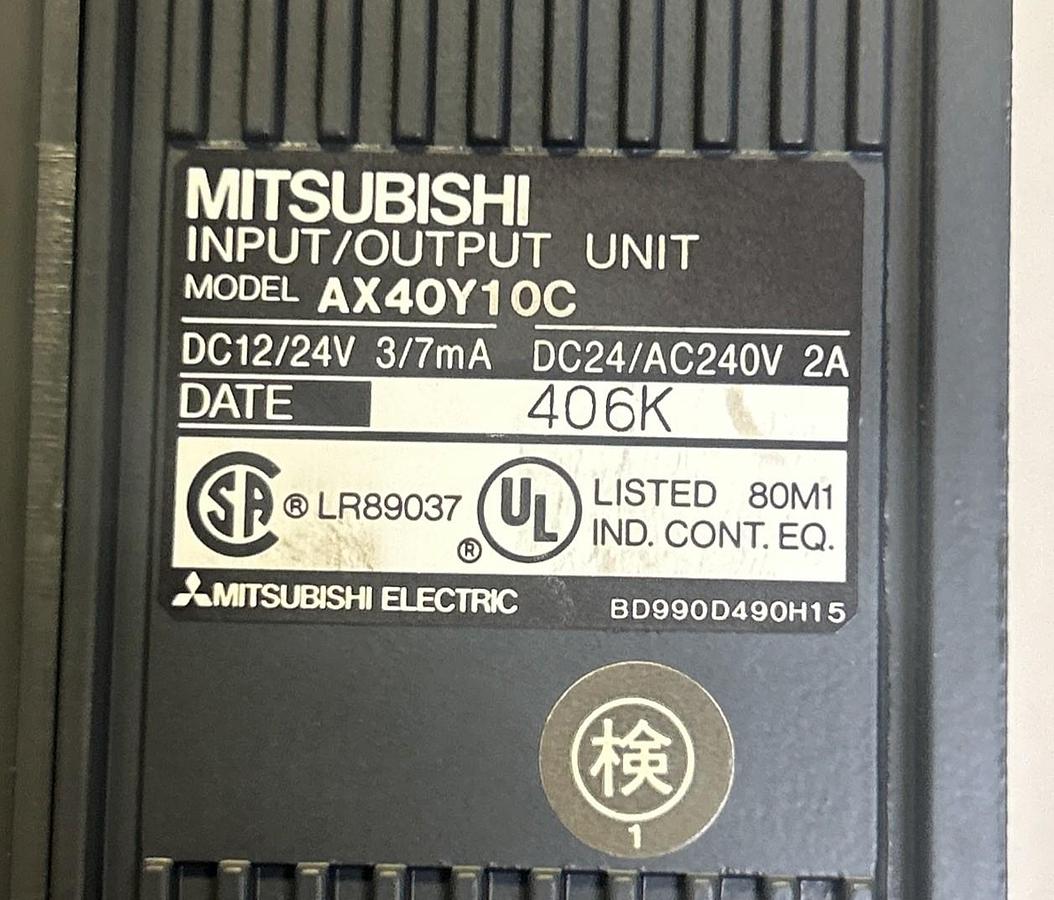 MITSUBISHI
INPUT/OUTPUT UNIT
MODEL AX40Y10C
DC12/24V 3/7mA DC24/AC240V 2A
DATE 406K
SA ® LR89037 UL ® LISTED 80M1
IND. CONT. EQ.
MITSUBISHI ELECTRIC BD990D490H15
検
1